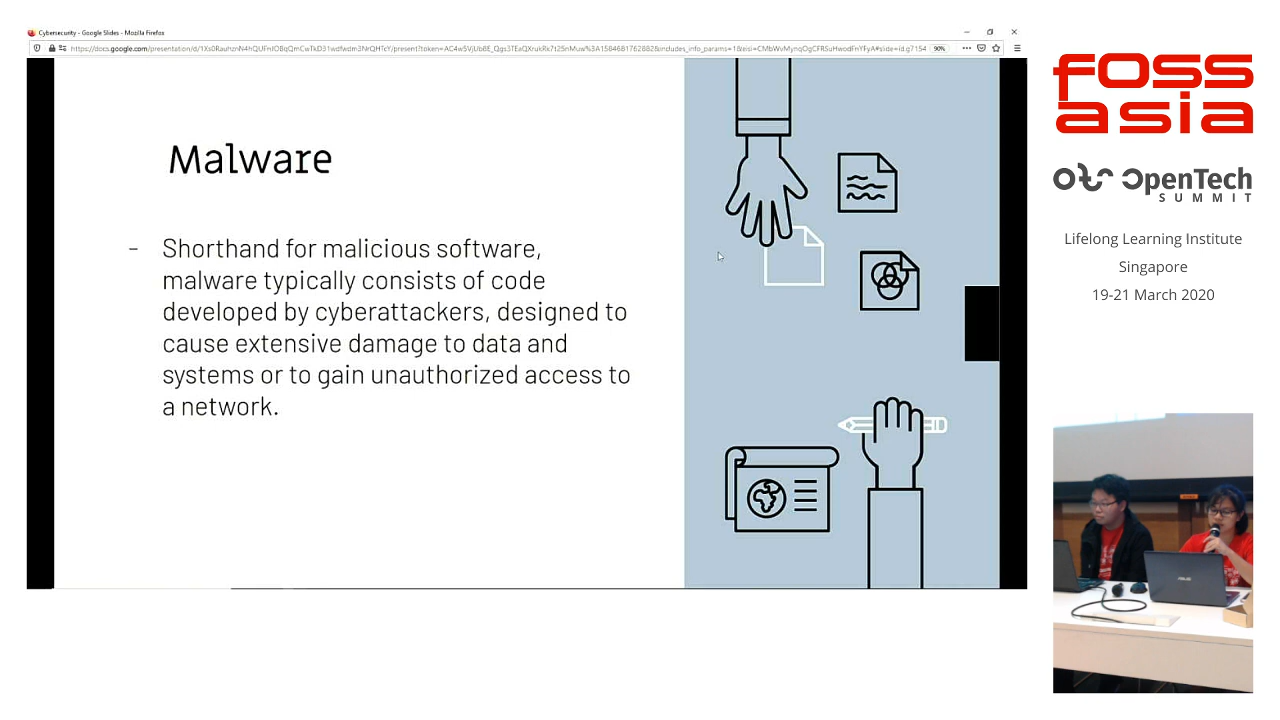 Cybersecurity - Google Slides - Mozilla Firefox
90%
Malware
- Shorthand for malicious software,
malware typically consists of code
developed by cyberattackers, designed to
cause extensive damage to data and
systems or to gain unauthorized access to
a network.
FOSS
asia
OpenTech
SUMMIT
Lifelong Learning Institute
Singapore
19-21 March 2020
ASUS